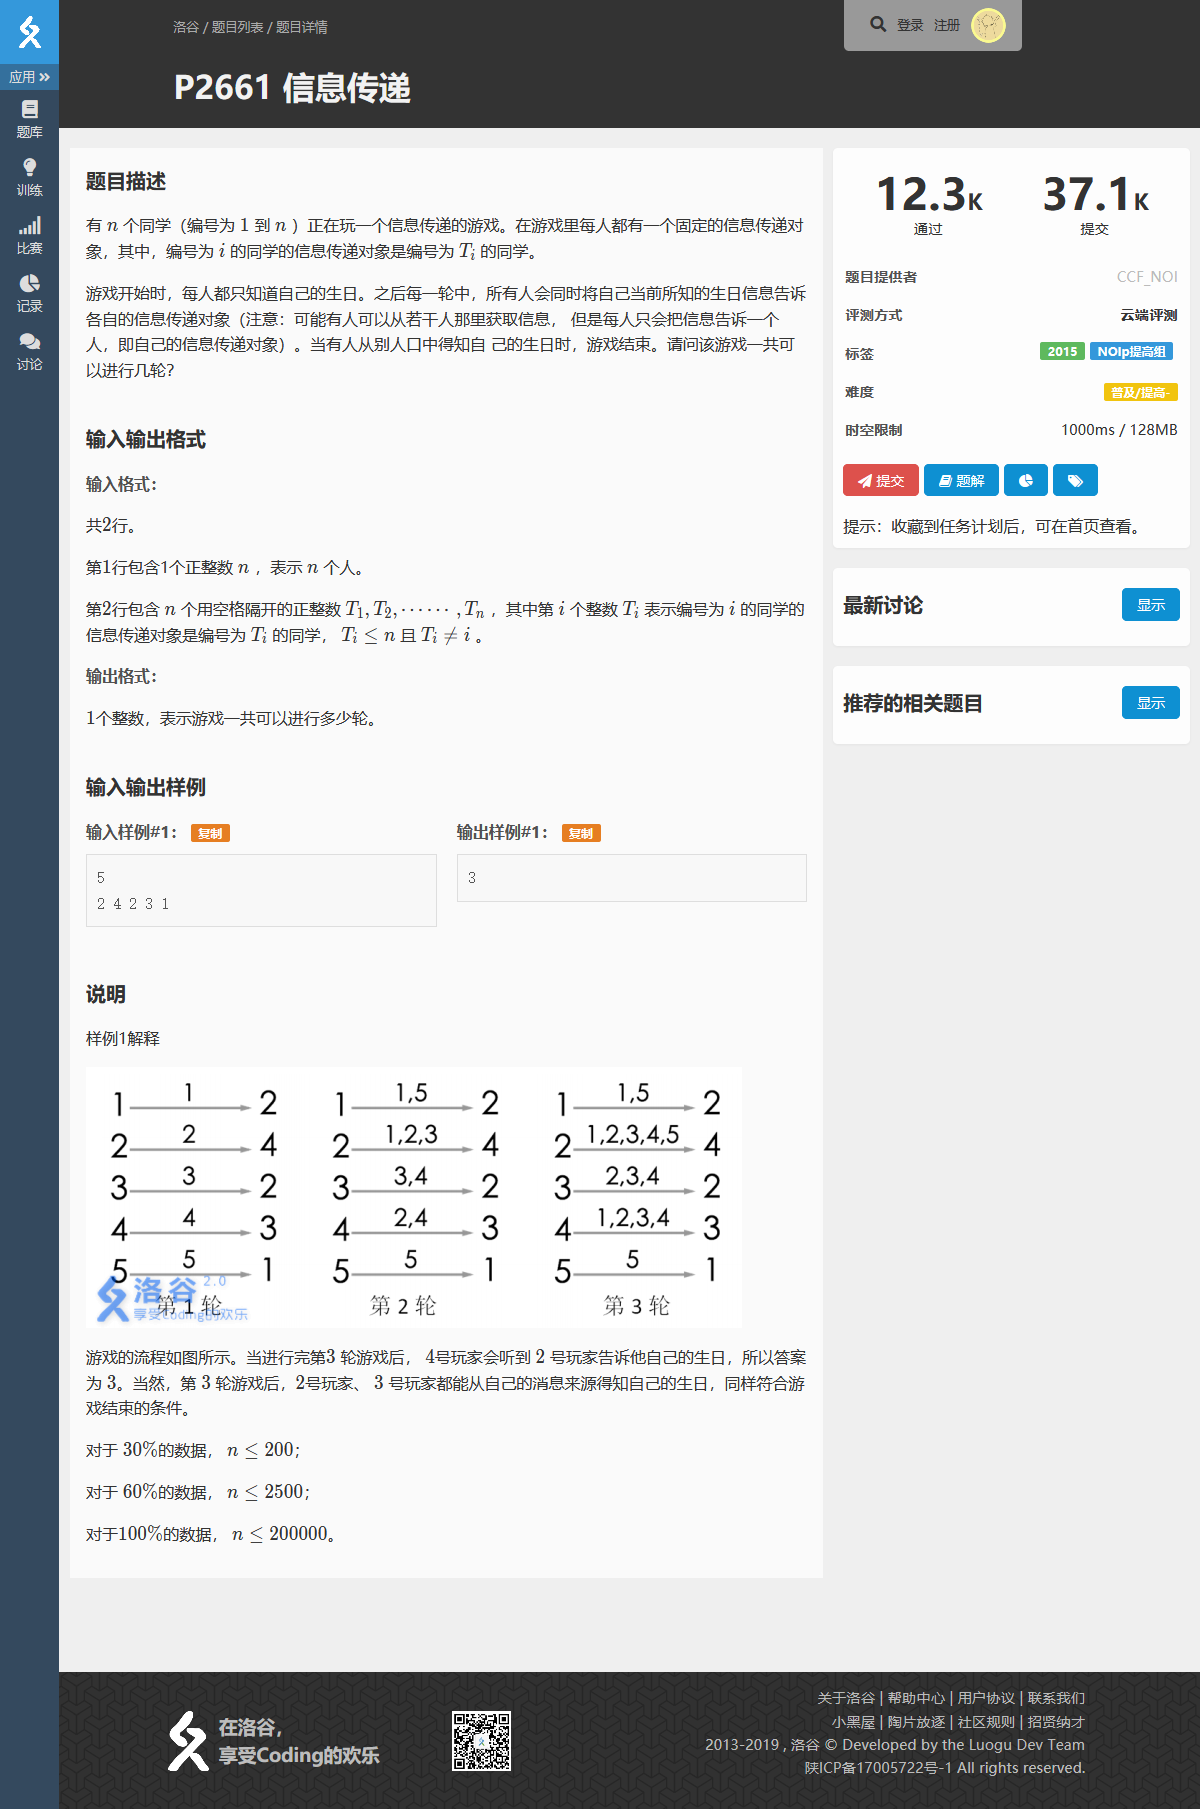 洛谷 / 题目列表 / 题目详情
登录 注册
P2661 信息传递
应用
题库
训练
比赛
记录
讨论
题目描述
有 n 个同学（编号为 1 到 n ）正在玩一个信息传递的游戏。在游戏里每人都有一个固定的信息传递对
象，其中，编号为 i 的同学的信息传递对象是编号为 T_i 的同学。
游戏开始时，每人都只知道自己的生日。之后每一轮中，所有人会同时将自己当前所知的生日信息告诉
各自的信息传递对象（注意：可能有人可以从若干人那里获取信息， 但是每人只会把信息告诉一个
人，即自己的信息传递对象）。当有人从别人口中得知自 己的生日时，游戏结束。请问该游戏一共可
以进行几轮？
输入输出格式
输入格式：
共2行。
第1行包含1个正整数 n ，表示 n 个人。
第2行包含 n 个用空格隔开的正整数 T_1,T_2,⋯⋯,T_n ，其中第 i 个整数 T_i 表示编号为 i 的同学的
信息传递对象是编号为 T_i 的同学， T_i ≤ n 且 T_i ≠ i 。
输出格式：
1个整数，表示游戏一共可以进行多少轮。
输入输出样例
输入样例#1： 复制
5
2 4 2 3 1
输出样例#1： 复制
3
说明
样例1解释
1 1 2 1 1,5 2 1 1,5 2
2 2 4 2 1,2,3 4 2 1,2,3,4,5 4
3 3 2 3 3,4 2 3 2,3,4 2
4 4 3 4 2,4 3 4 1,2,3,4 3
5 5 1 5 5 1 5 5 1
洛谷 2.0
享受coding的欢乐
第 1 轮 第 2 轮 第 3 轮
游戏的流程如图所示。当进行完第3 轮游戏后， 4号玩家会听到 2 号玩家告诉他自己的生日，所以答案
为 3。当然，第 3 轮游戏后，2号玩家、 3 号玩家都能从自己的消息来源得知自己的生日，同样符合游
戏结束的条件。
对于 30%的数据， n ≤ 200；
对于 60%的数据， n ≤ 2500；
对于100%的数据， n ≤ 200000。
12.3K 37.1K
通过 提交
题目提供者 CCF_NOI
评测方式 云端评测
标签 2015 NOIp提高组
难度 普及/提高-
时空限制 1000ms / 128MB
提交 题解
提示：收藏到任务计划后，可在首页查看。
最新讨论 显示
推荐的相关题目 显示
在洛谷，
享受Coding的欢乐
关于洛谷 | 帮助中心 | 用户协议 | 联系我们
小黑屋 | 陶片放逐 | 社区规则 | 招贤纳才
2013-2019 , 洛谷 © Developed by the Luogu Dev Team
陕ICP备17005722号-1 All rights reserved.